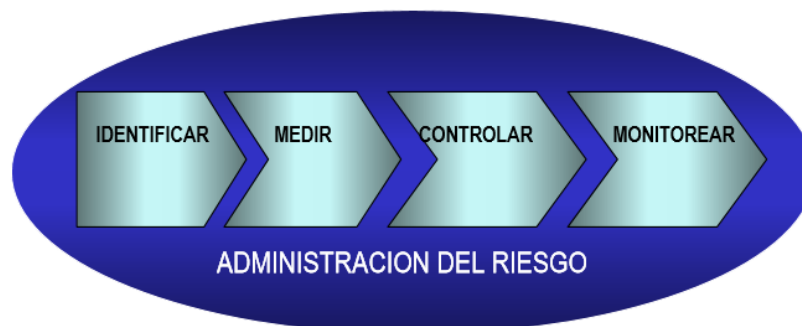 IDENTIFICAR MEDIR CONTROLAR MONITOREAR
ADMINISTRACION DEL RIESGO